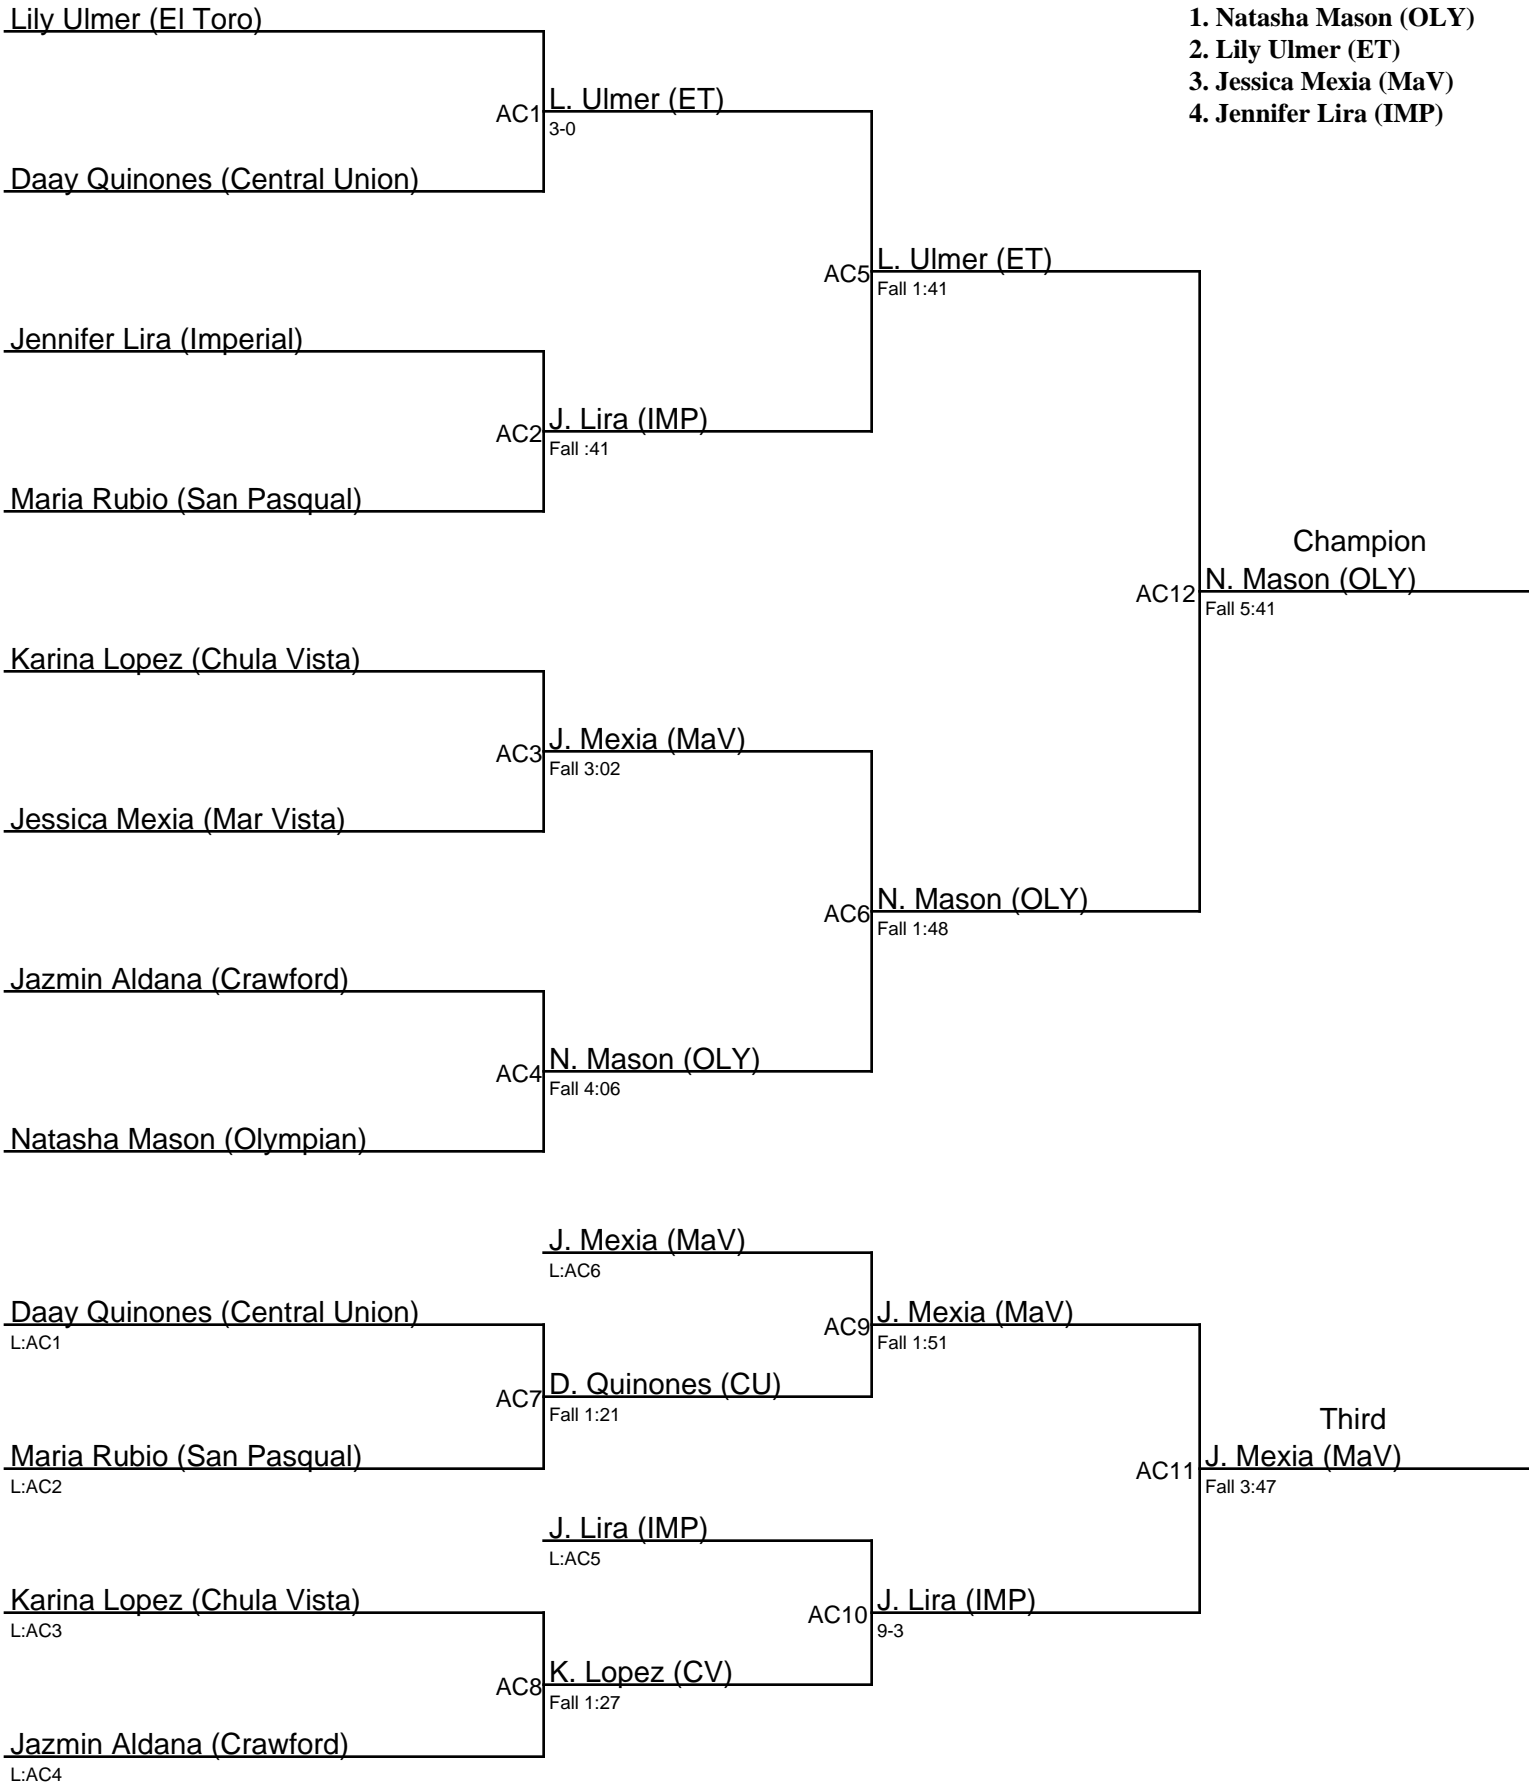 Lily Ulmer (El Toro)
1. Natasha Mason (OLY)
2. Lily Ulmer (ET)
3. Jessica Mexia (MaV)
4. Jennifer Lira (IMP)
AC1
L. Ulmer (ET)
3-0
Daay Quinones (Central Union)
AC5
L. Ulmer (ET)
Fall 1:41
Jennifer Lira (Imperial)
AC2
J. Lira (IMP)
Fall :41
Maria Rubio (San Pasqual)
Champion
AC12
N. Mason (OLY)
Fall 5:41
Karina Lopez (Chula Vista)
AC3
J. Mexia (MaV)
Fall 3:02
Jessica Mexia (Mar Vista)
AC6
N. Mason (OLY)
Fall 1:48
Jazmin Aldana (Crawford)
AC4
N. Mason (OLY)
Fall 4:06
Natasha Mason (Olympian)
J. Mexia (MaV)
L:AC6
Daay Quinones (Central Union)
L:AC1
AC9
J. Mexia (MaV)
Fall 1:51
AC7
D. Quinones (CU)
Fall 1:21
Maria Rubio (San Pasqual)
L:AC2
Third
AC11
J. Mexia (MaV)
Fall 3:47
J. Lira (IMP)
L:AC5
Karina Lopez (Chula Vista)
L:AC3
AC10
J. Lira (IMP)
9-3
AC8
K. Lopez (CV)
Fall 1:27
Jazmin Aldana (Crawford)
L:AC4